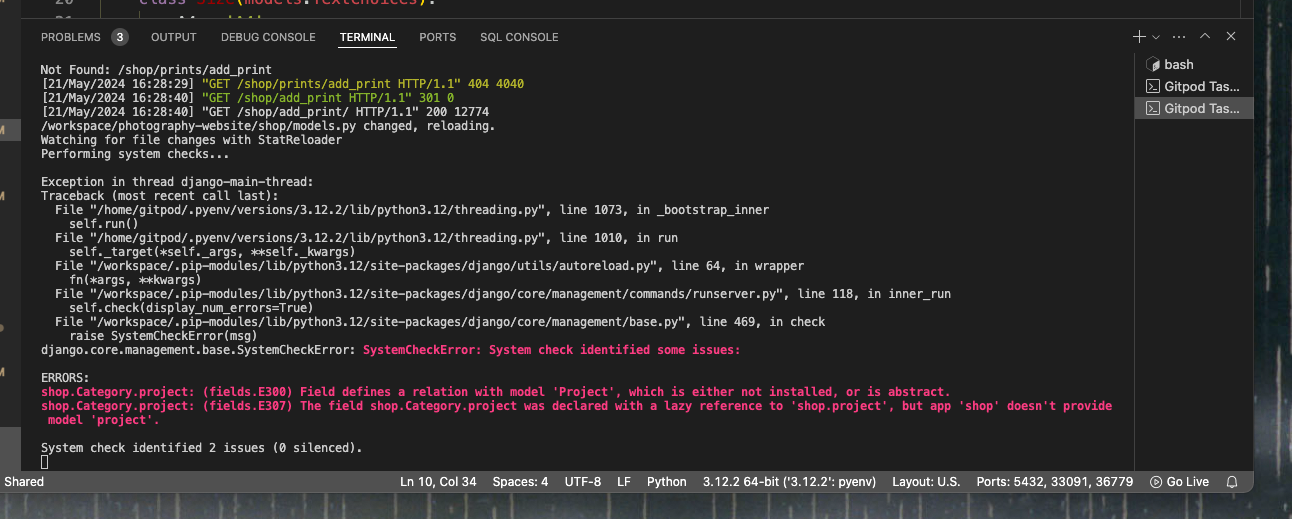 20 class Size(models.TextChoices):
PROBLEMS 3 OUTPUT DEBUG CONSOLE TERMINAL PORTS SQL CONSOLE
Not Found: /shop/prints/add_print
[21/May/2024 16:28:29] "GET /shop/prints/add_print HTTP/1.1" 404 4040
[21/May/2024 16:28:40] "GET /shop/add_print HTTP/1.1" 301 0
[21/May/2024 16:28:40] "GET /shop/add_print/ HTTP/1.1" 200 12774
/workspace/photography-website/shop/models.py changed, reloading.
Watching for file changes with StatReloader
Performing system checks...
Exception in thread django-main-thread:
Traceback (most recent call last):
File "/home/gitpod/.pyenv/versions/3.12.2/lib/python3.12/threading.py", line 1073, in _bootstrap_inner
self.run()
File "/home/gitpod/.pyenv/versions/3.12.2/lib/python3.12/threading.py", line 1010, in run
self._target(*self._args, **self._kwargs)
File "/workspace/.pip-modules/lib/python3.12/site-packages/django/utils/autoreload.py", line 64, in wrapper
fn(*args, **kwargs)
File "/workspace/.pip-modules/lib/python3.12/site-packages/django/core/management/commands/runserver.py", line 118, in inner_run
self.check(display_num_errors=True)
File "/workspace/.pip-modules/lib/python3.12/site-packages/django/core/management/base.py", line 469, in check
raise SystemCheckError(msg)
django.core.management.base.SystemCheckError: SystemCheckError: System check identified some issues:
ERRORS:
shop.Category.project: (fields.E300) Field defines a relation with model 'Project', which is either not installed, or is abstract.
shop.Category.project: (fields.E307) The field shop.Category.project was declared with a lazy reference to 'shop.project', but app 'shop' doesn't provide
model 'project'.
System check identified 2 issues (0 silenced).
bash
Gitpod Tas...
Gitpod Tas...
Shared Ln 10, Col 34 Spaces: 4 UTF-8 LF Python 3.12.2 64-bit ('3.12.2': pyenv) Layout: U.S. Ports: 5432, 33091, 36779 Go Live